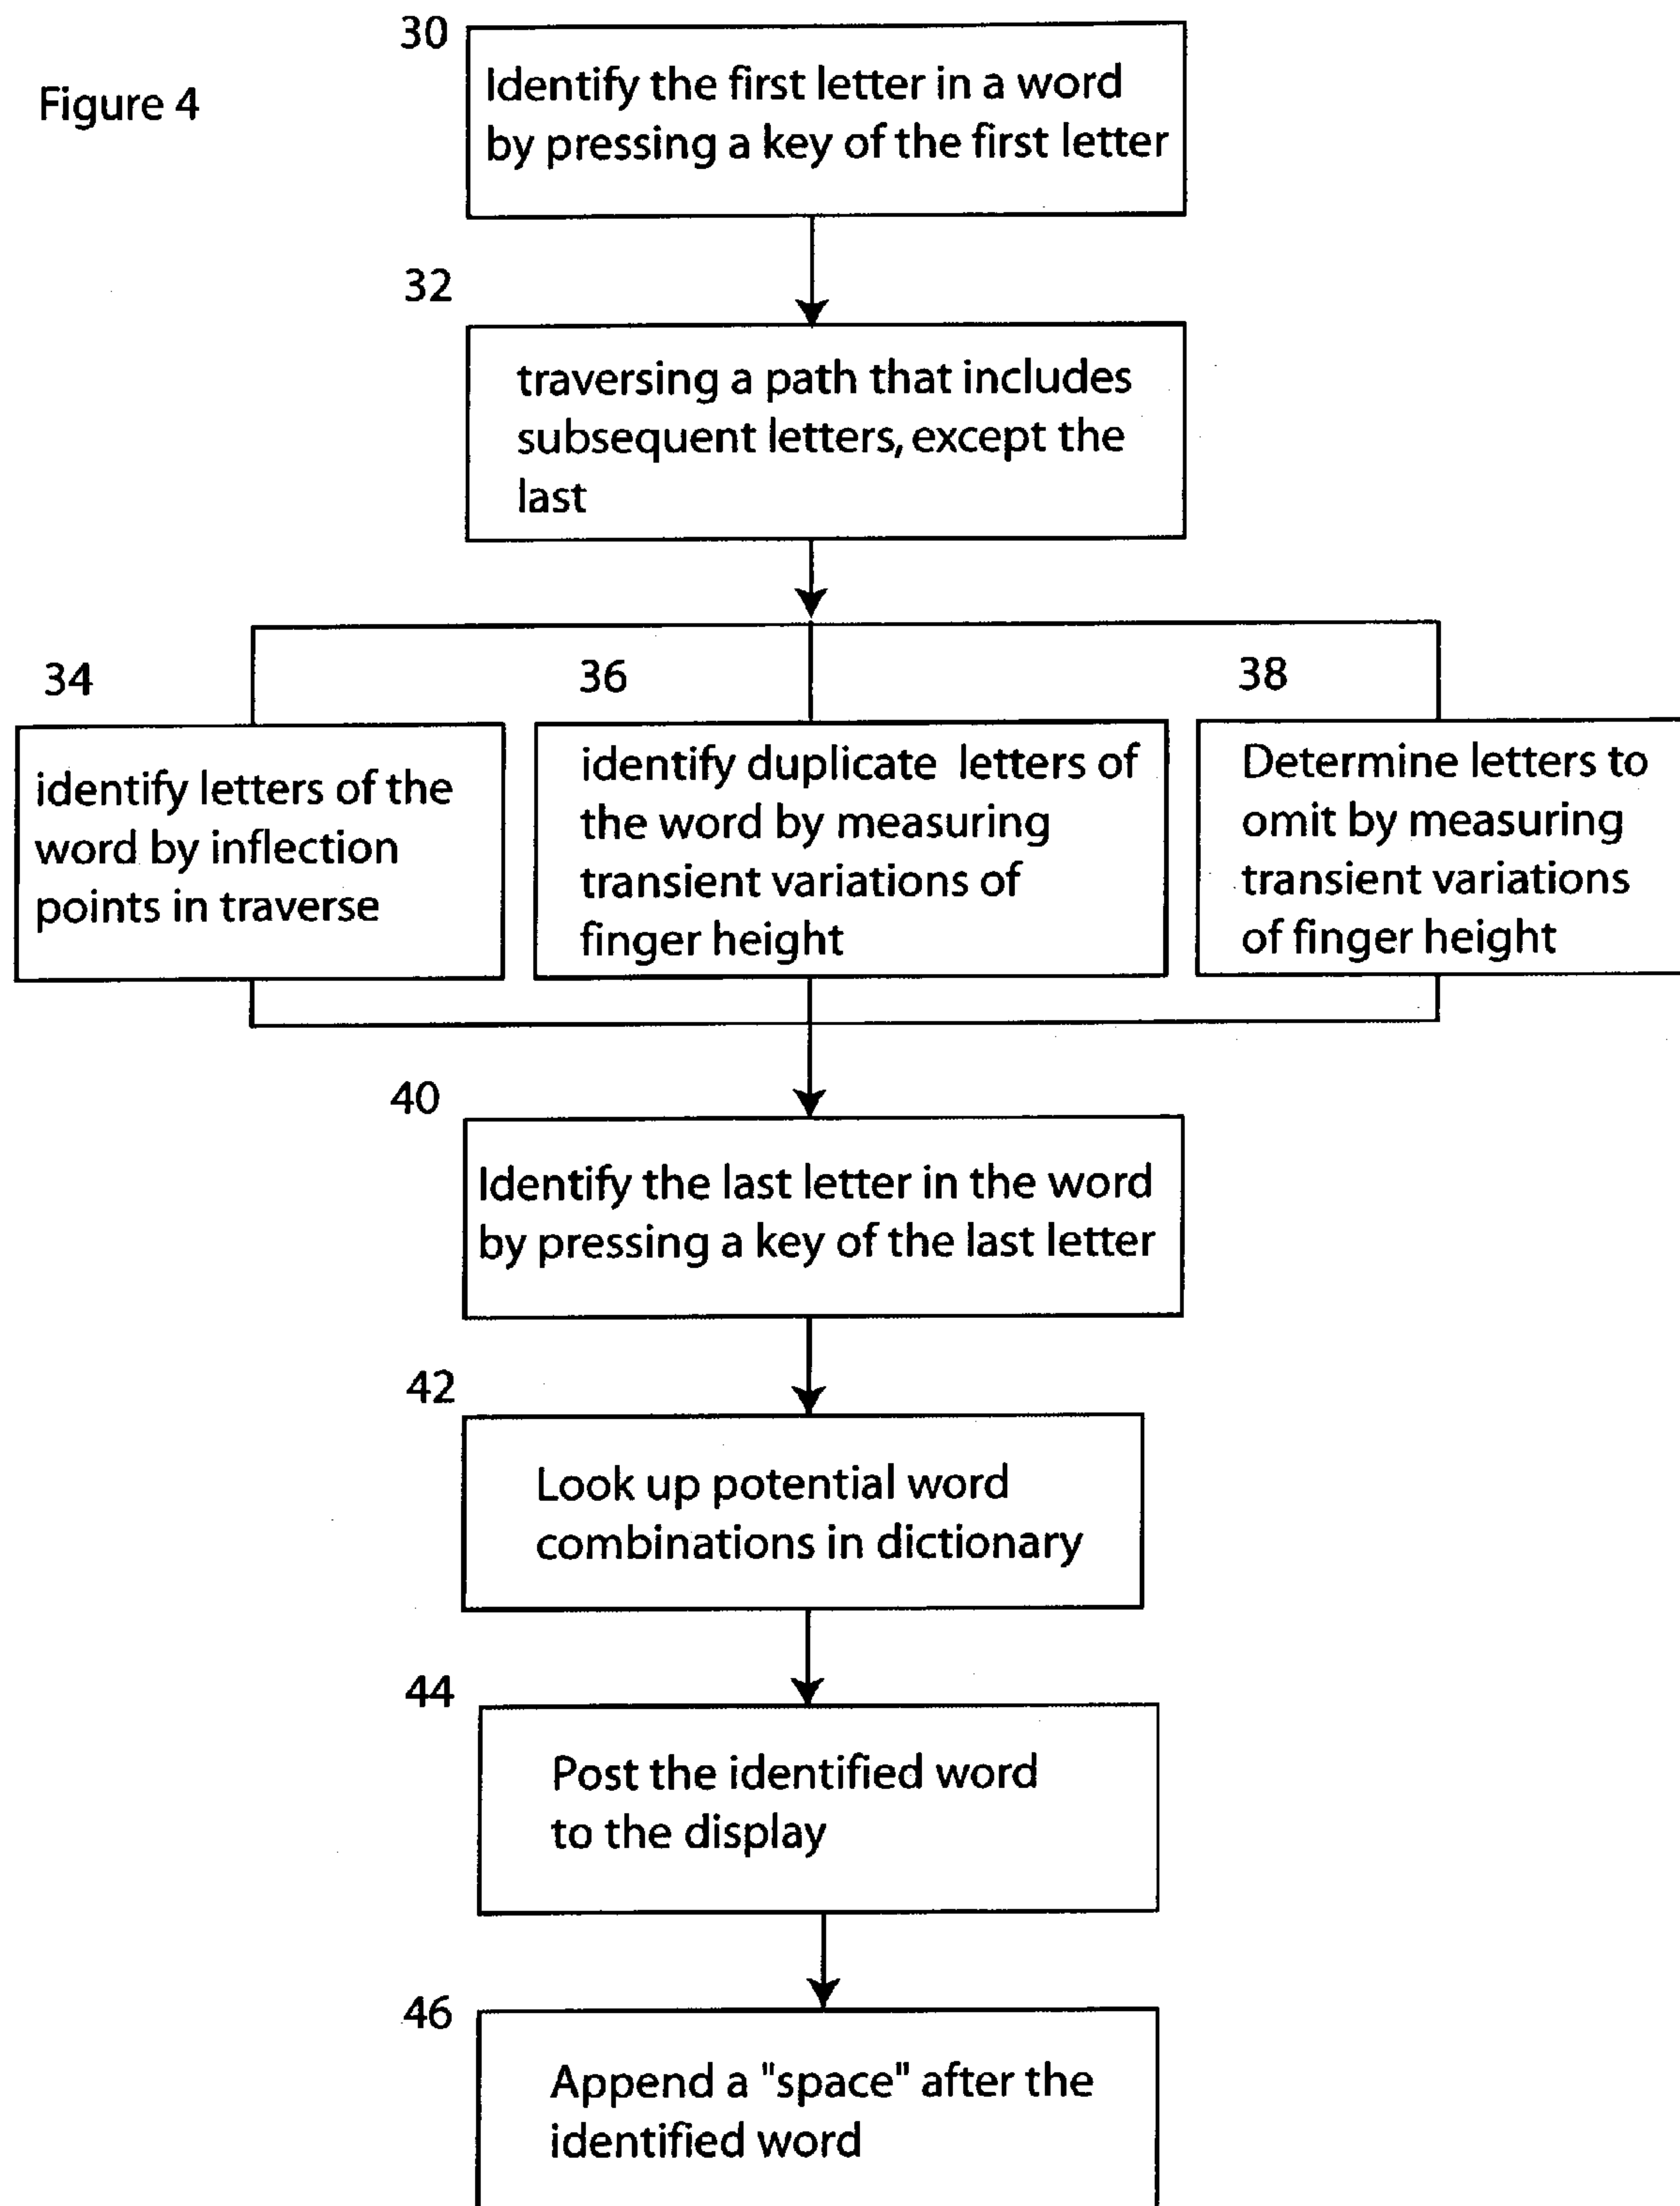 30
Figure 4
Identify the first letter in a word
by pressing a key of the first letter
32
traversing a path that includes
subsequent letters, except the
last
34
identify letters of the
word by inflection
points in traverse
36
identify duplicate letters of
the word by measuring
transient variations of
finger height
38
Determine letters to
omit by measuring
transient variations
of finger height
40
Identify the last letter in the word
by pressing a key of the last letter
42
Look up potential word
combinations in dictionary
44
Post the identified word
to the display
46
Append a "space" after the
identified word